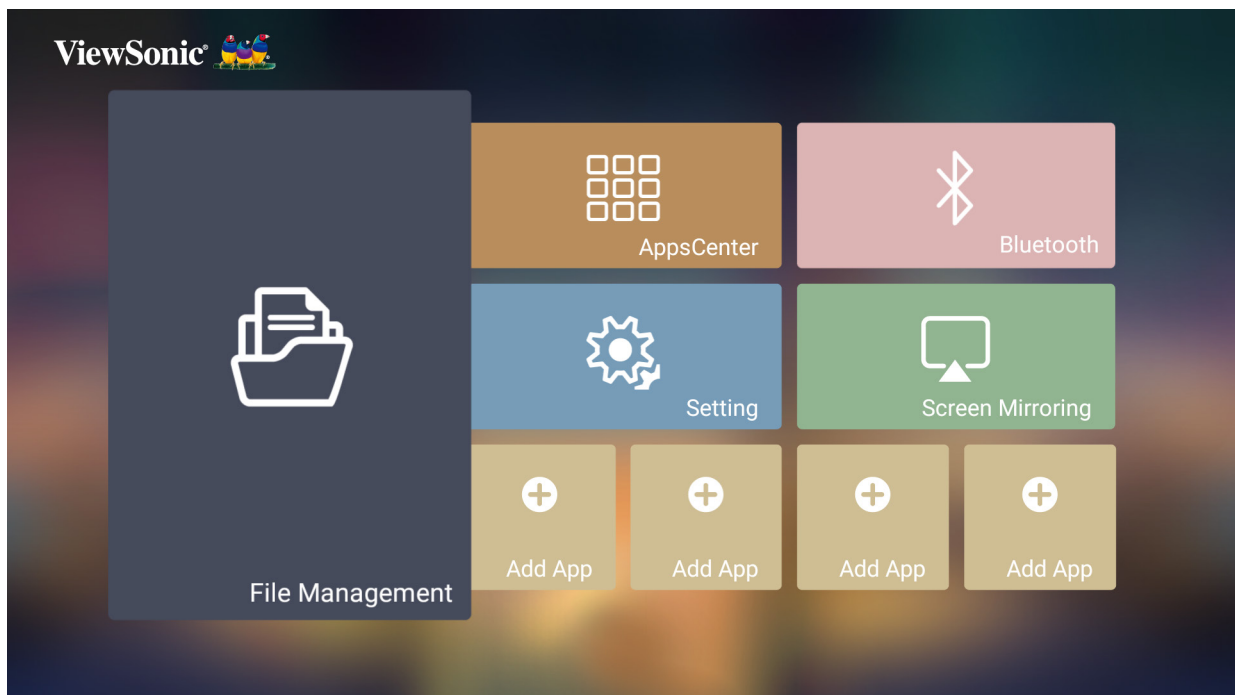 ViewSonic®
AppsCenter
Bluetooth
Setting
Screen Mirroring
File Management
Add App
Add App
Add App
Add App